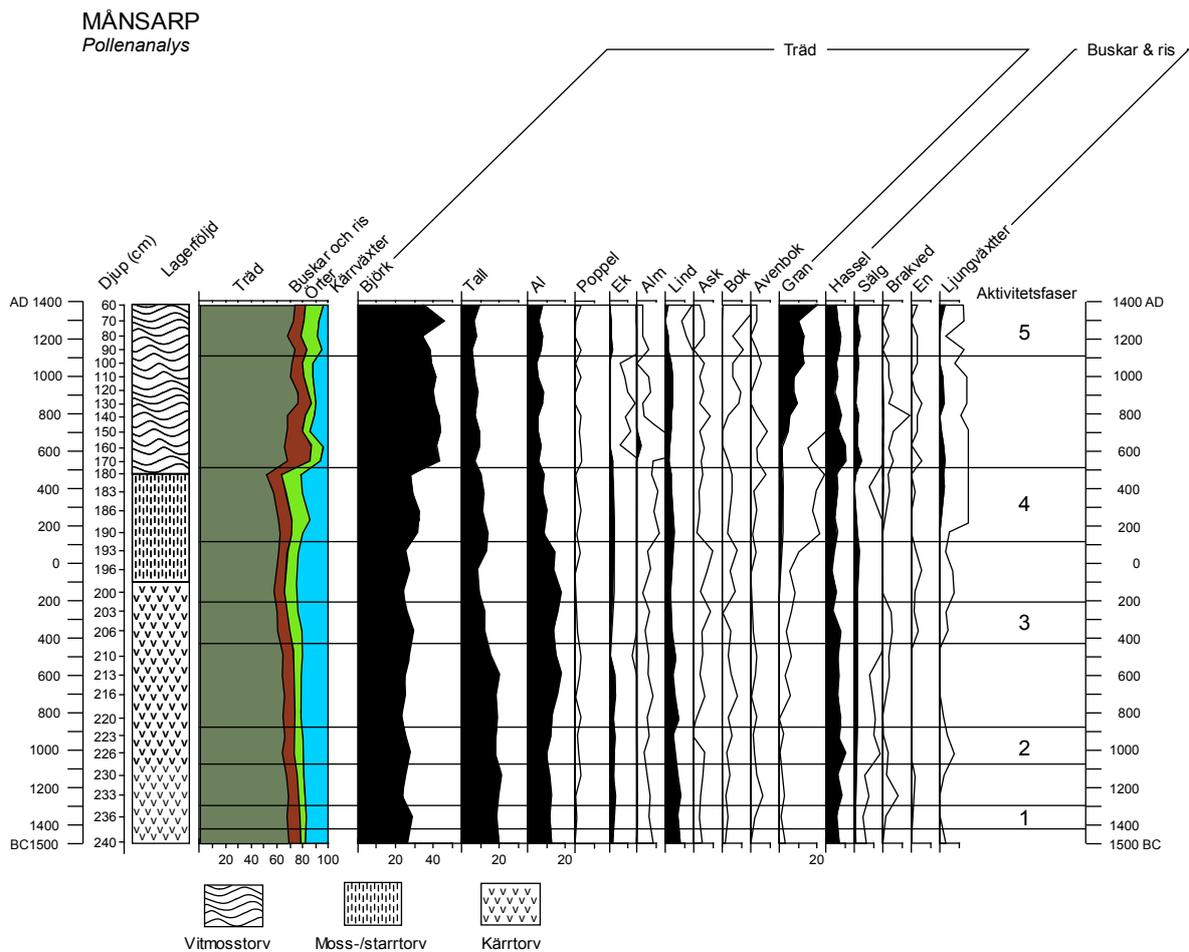 MÅNSARP
Pollenanalys
Träd
Buskar & ris
Djup (cm)
Lagerföljd
Träd
Buskar och ris
Örter
Kärrväxter
Björk
Tall
Al
Poppel
Ek
Alm
Lind
Ask
Bok
Avenbok
Gran
Hassel
Sälg
Brakved
En
Ljungväxtter
Aktivitetsfaser
AD 1400
1200
1000
800
600
400
200
0
200
400
600
800
1000
1200
1400
BC1500
60
70
80
90
100
110
120
130
140
150
160
170
180
183
186
190
193
196
200
203
206
210
213
216
220
223
226
230
233
236
240
5
4
3
2
1
1400 AD
1200
1000
800
600
400
200
0
200
400
600
800
1000
1200
1400
1500 BC
20 40 60 80 100
20 40
20
20
20
Vitmosstorv
Moss-/starrtorv
Kärrtorv